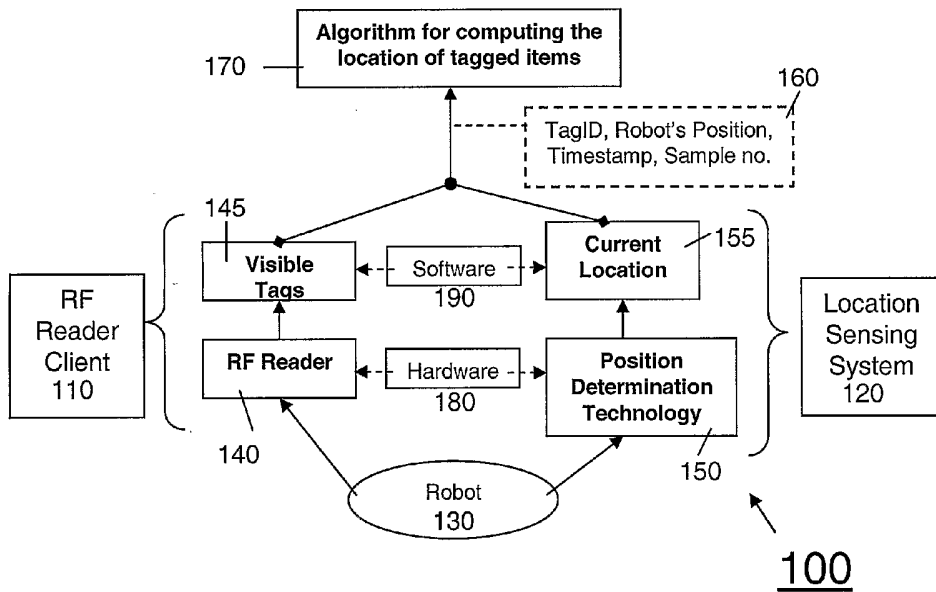 Algorithm for computing the
location of tagged items
170
160
TagID, Robot's Position,
Timestamp, Sample no.
145
155
Visible
Tags
Software
190
Current
Location
RF
Reader
Client
110
Location
Sensing
System
120
RF Reader
Hardware
180
Position
Determination
Technology
140
150
Robot
130
100